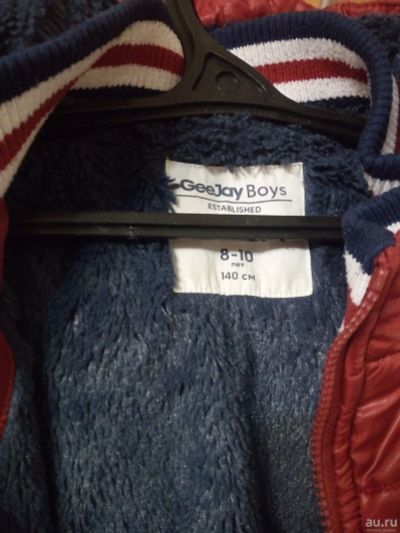 GeeJay Boys
ESTABLISHED
8-10
лет
140 СМ
au.ru